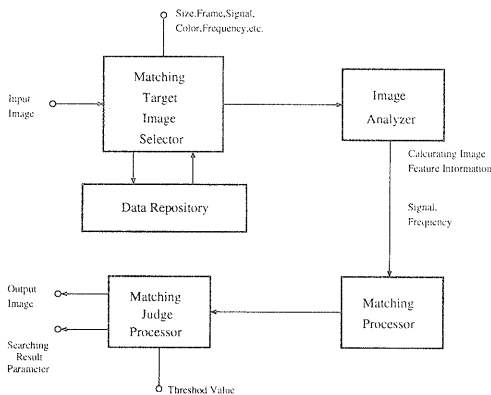 Size,Frame,Signal,
Color,Frequency,etc.
Input
Image
Matching
Target
Image
Selector
Image
Analyzer
Calcurating Image
Feature Information
Data Repository
Signal,
Frequency
Output
Image
Matching
Judge
Processor
Matching
Processor
Searching
Result
Parameter
Threshod Value